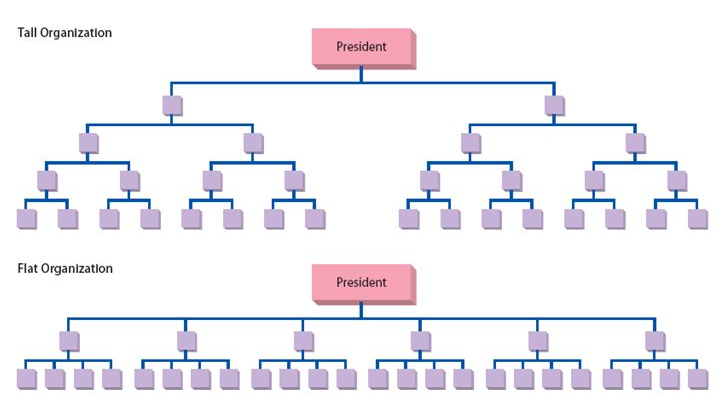 Tall Organization
President
Flat Organization
President